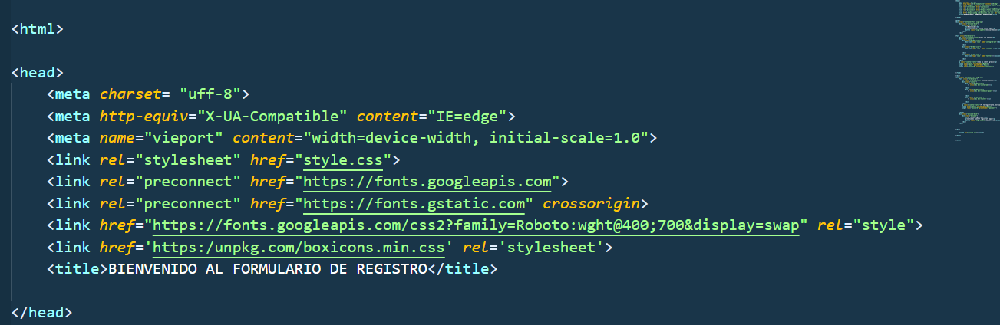 <html>
<head>
<meta charset= "uff-8">
<meta http-equiv="X-UA-Compatible" content="IE=edge">
<meta name="vieport" content="width=device-width, initial-scale=1.0">
<link rel="stylesheet" href="style.css">
<link rel="preconnect" href="https://fonts.googleapis.com">
<link rel="preconnect" href="https://fonts.gstatic.com" crossorigin>
<link href="https://fonts.googleapis.com/css2?family=Roboto:wght@400;700&display=swap" rel="style">
<link href='https:/unpkg.com/boxicons.min.css' rel='stylesheet'>
<title>BIENVENIDO AL FORMULARIO DE REGISTRO</title>
</head>